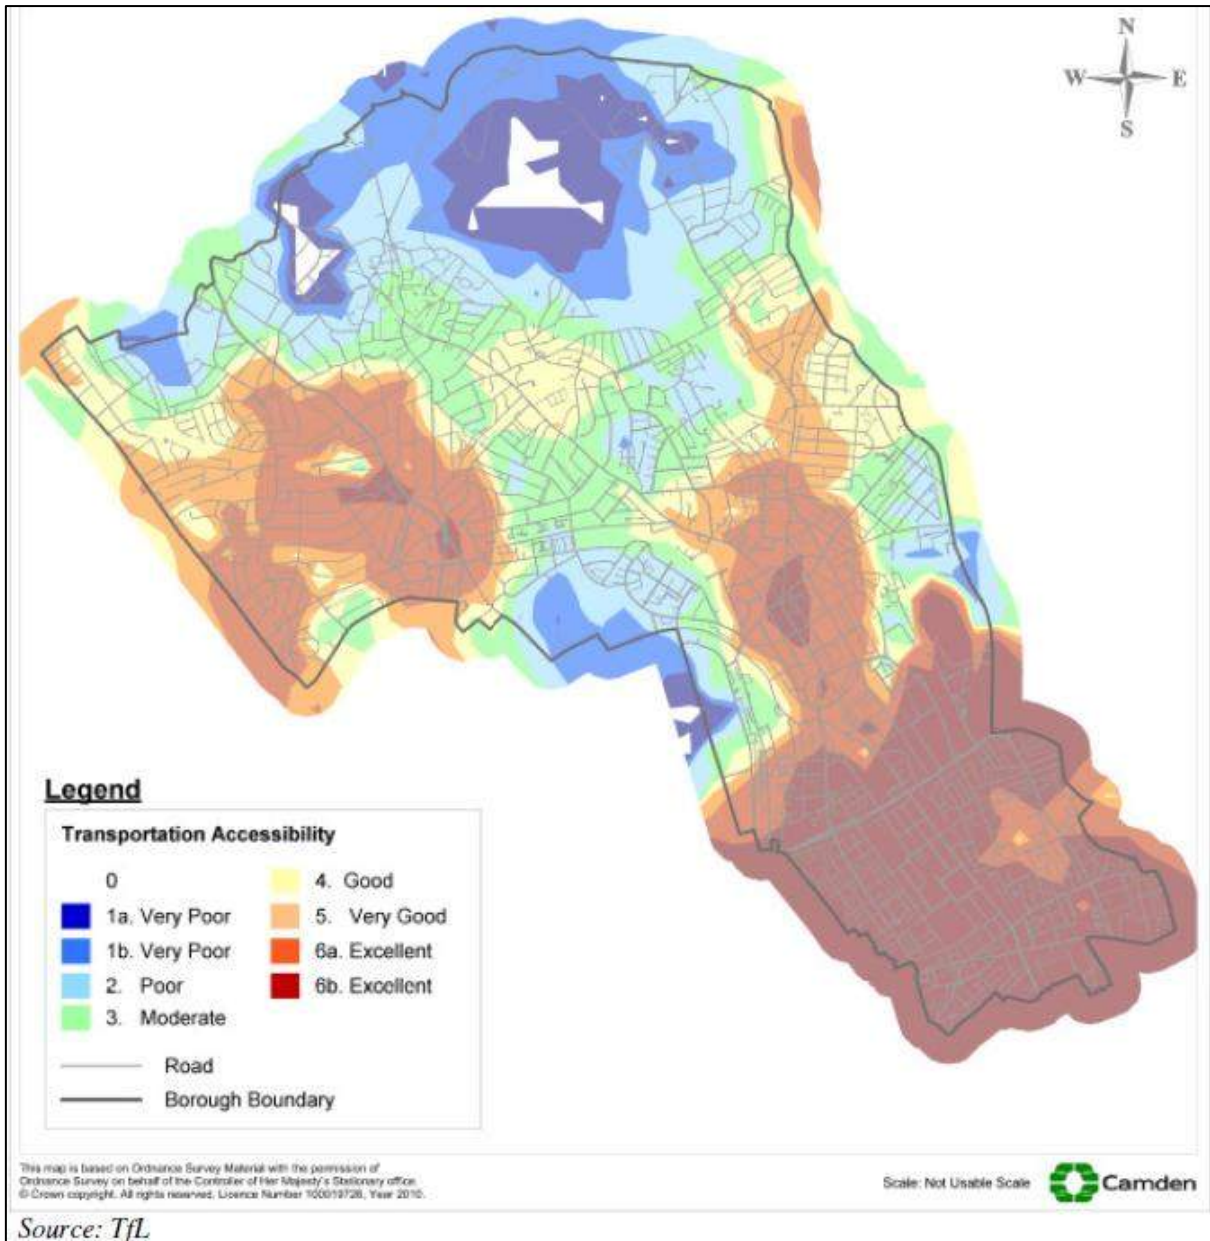 N
W E
S
Legend
Transportation Accessibility
0
1a. Very Poor
1b. Very Poor
2. Poor
3. Moderate
4. Good
5. Very Good
6a. Excellent
6b. Excellent
Road
Borough Boundary
This map is based on Ordnance Survey Material with the permission of
Ordnance Survey on behalf of the Controller of Her Majesty's Stationary office.
© Crown copyright. All rights reserved. Licence Number 100019726, Year 2010.
Scale: Not Usable Scale
Camden
Source: TfL